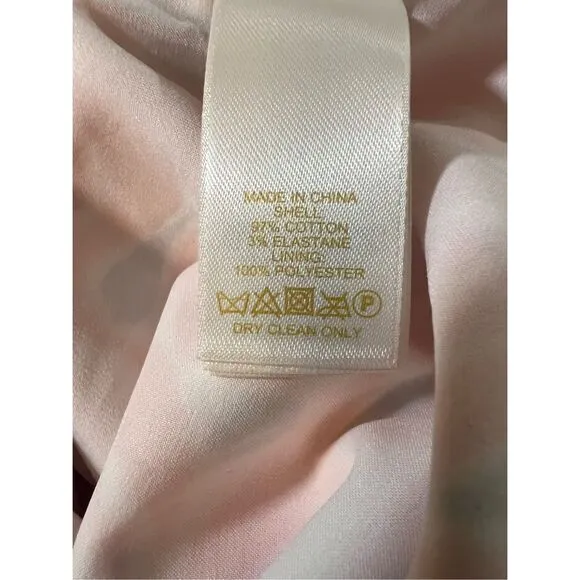 MADE IN CHINA
SHELL
97% COTTON
3% ELASTANE
LINING
100% POLYESTER
P
DRY CLEAN ONLY